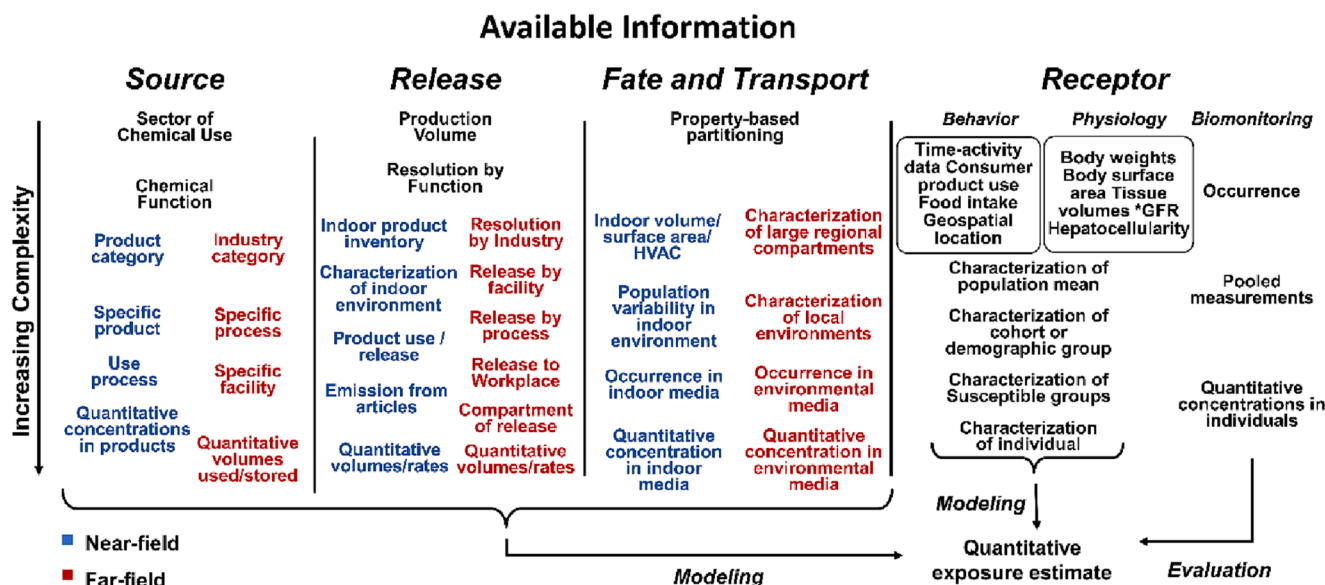 Available Information
Source
Release
Fate and Transport
Receptor
Increasing Complexity
Sector of
Chemical Use
Chemical
Function
Product
category
Industry
category
Specific
product
Specific
process
Use
process
Specific
facility
Quantitative
concentrations
in products
Quantitative
volumes
used/stored
Production
Volume
Resolution by
Function
Indoor product
inventory
Resolution
by Industry
Characterization
of indoor
environment
Release by
facility
Product use /
release
Release by
process
Emission from
articles
Release to
Workplace
Compartment
of release
Quantitative
volumes/rates
Quantitative
volumes/rates
Property-based
partitioning
Indoor volume/
surface area/
HVAC
Characterization
of large regional
compartments
Population
variability in
indoor
environment
Characterization
of local
environments
Occurrence in
indoor media
Occurrence in
environmental
media
Quantitative
concentration
in indoor
media
Quantitative
concentration in
environmental
media
Behavior
Physiology
Biomonitoring
Time-activity
data Consumer
product use
Food intake
Geospatial
location
Body weights
Body surface
area Tissue
volumes *GFR
Hepatocellularity
Occurrence
Characterization of
population mean
Pooled
measurements
Characterization of
cohort or
demographic group
Characterization of
Susceptible groups
Quantitative
concentrations in
individuals
Characterization
of individual
Modeling
Near-field
Far-field
Modeling
Quantitative
exposure estimate
Evaluation